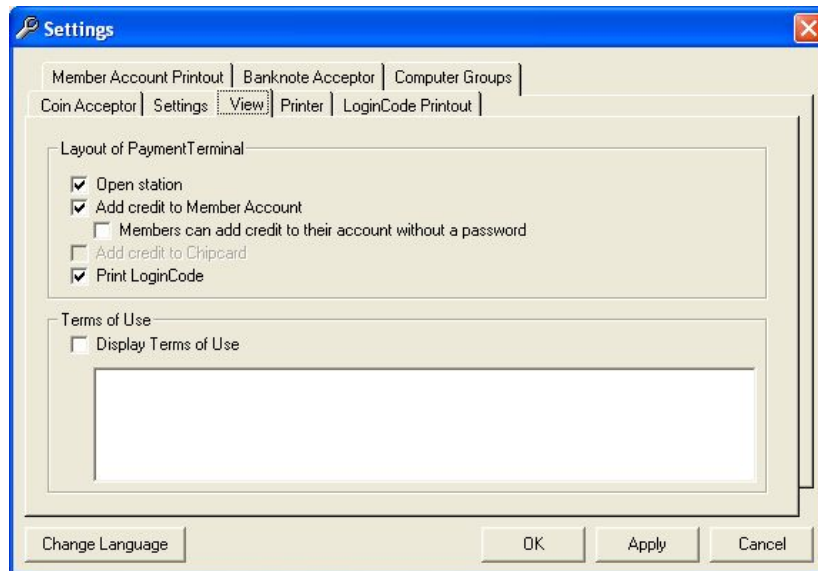 Settings
Member Account Printout Banknote Acceptor Computer Groups
Coin Acceptor Settings View Printer LoginCode Printout
Layout of PaymentTerminal
Open station
Add credit to Member Account
Members can add credit to their account without a password
Add credit to Chipcard
Print LoginCode
Terms of Use
Display Terms of Use
Change Language OK Apply Cancel